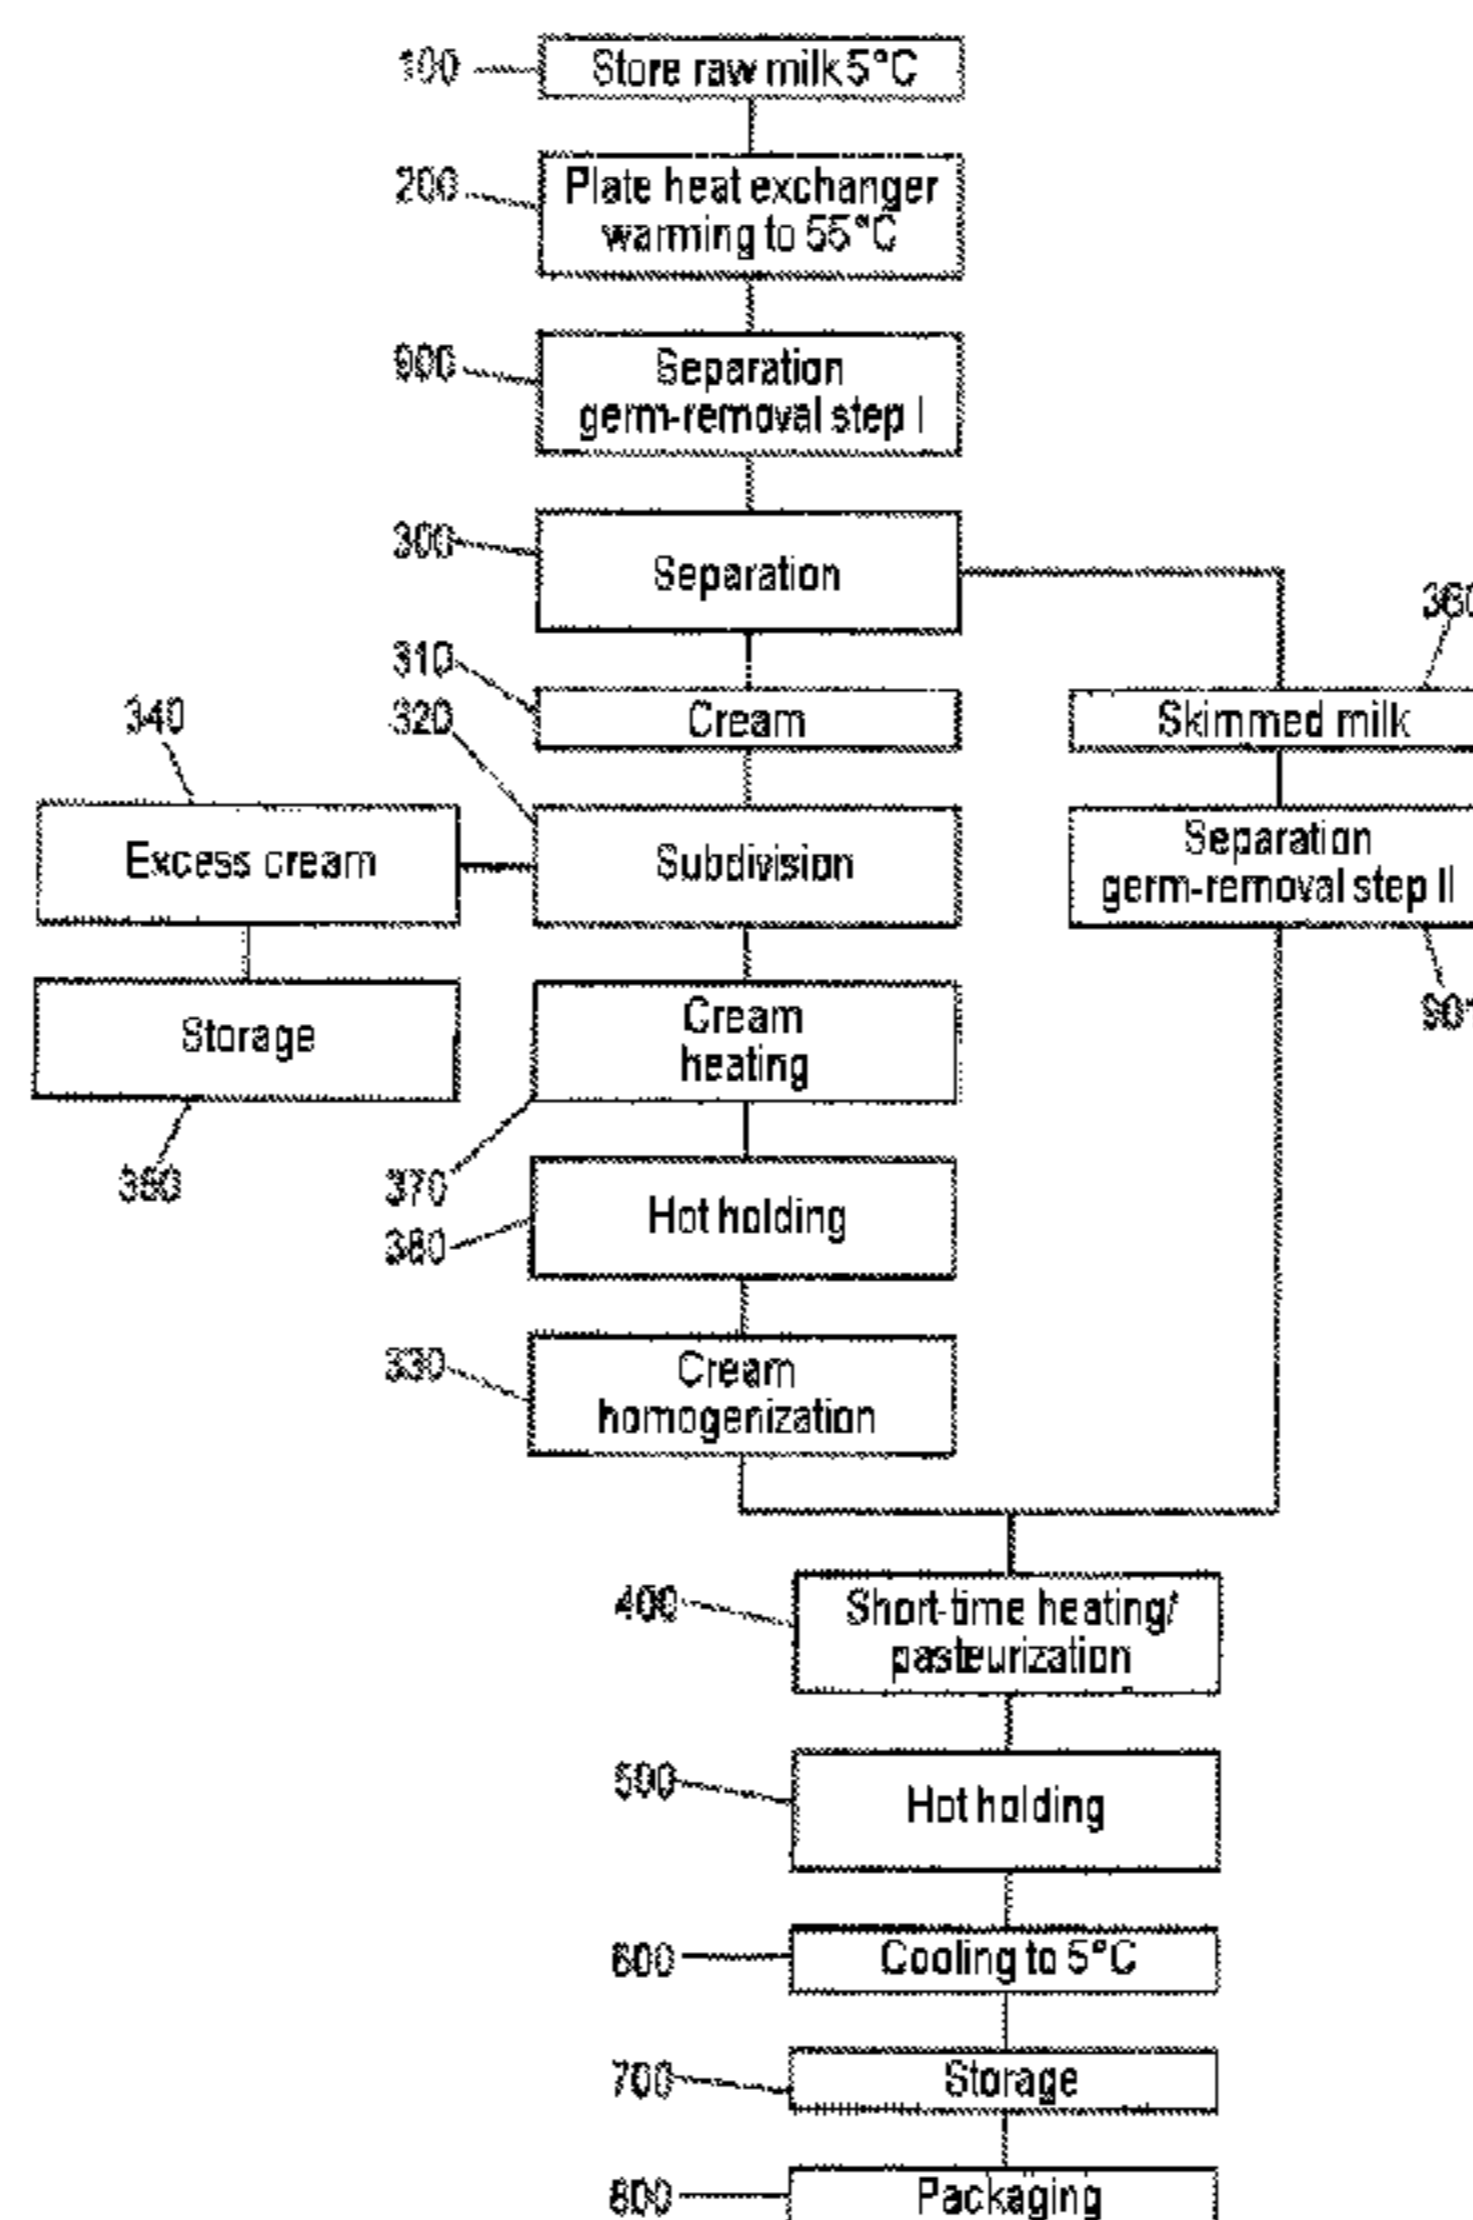 100
Store raw milk 5°C
200
Plate heat exchanger
warming to 55°C
900
Separation
germ-removal step I
300
Separation
310
Cream
360
Skimmed milk
340
320
Excess cream
Subdivision
Separation
germ-removal step II
Storage
Cream
heating
370
Hot holding
380
330
Cream
homogenization
400
Short-time heating/
pasteurization
500
Hot holding
600
Cooling to 5°C
700
Storage
800
Packaging